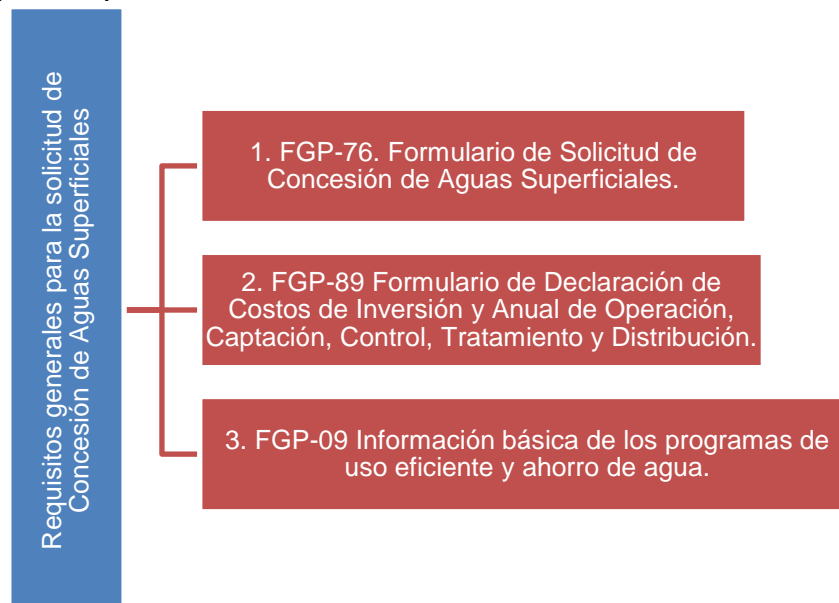 Requisitos generales para la solicitud de
Concesión de Aguas Superficiales
1. FGP-76. Formulario de Solicitud de
Concesión de Aguas Superficiales.
2. FGP-89 Formulario de Declaración de
Costos de Inversión y Anual de Operación,
Captación, Control, Tratamiento y Distribución.
3. FGP-09 Información básica de los programas de
uso eficiente y ahorro de agua.